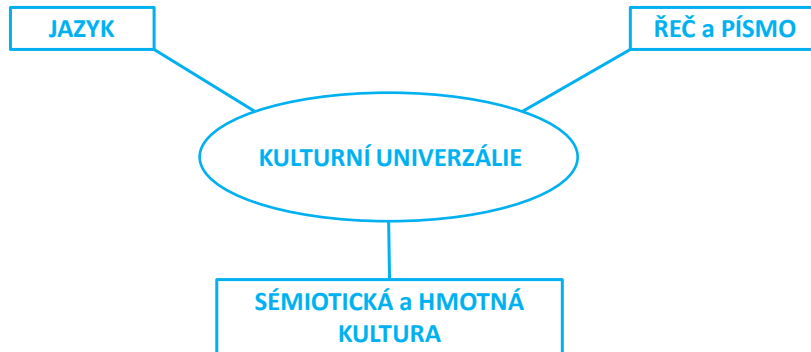 JAZYK
ŘEČ a PÍSMO
KULTURNÍ UNIVERZÁLIE
SÉMIOTICKÁ a HMOTNÁ
KULTURA